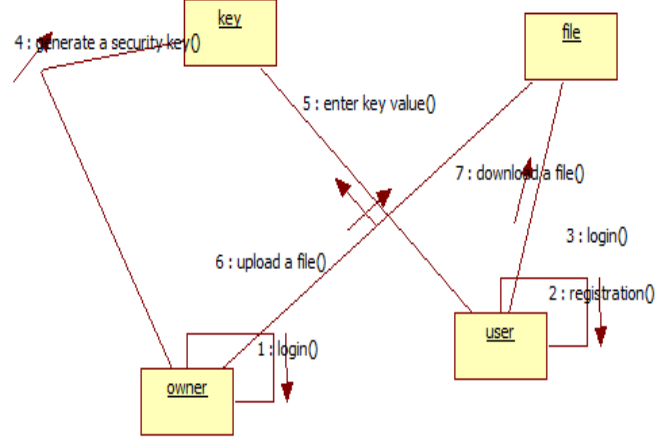 key
file
4 : generate a security key()
5 : enter key value()
7 : download a file()
3 : login()
6 : upload a file()
2 : registration()
user
1 : login()
owner